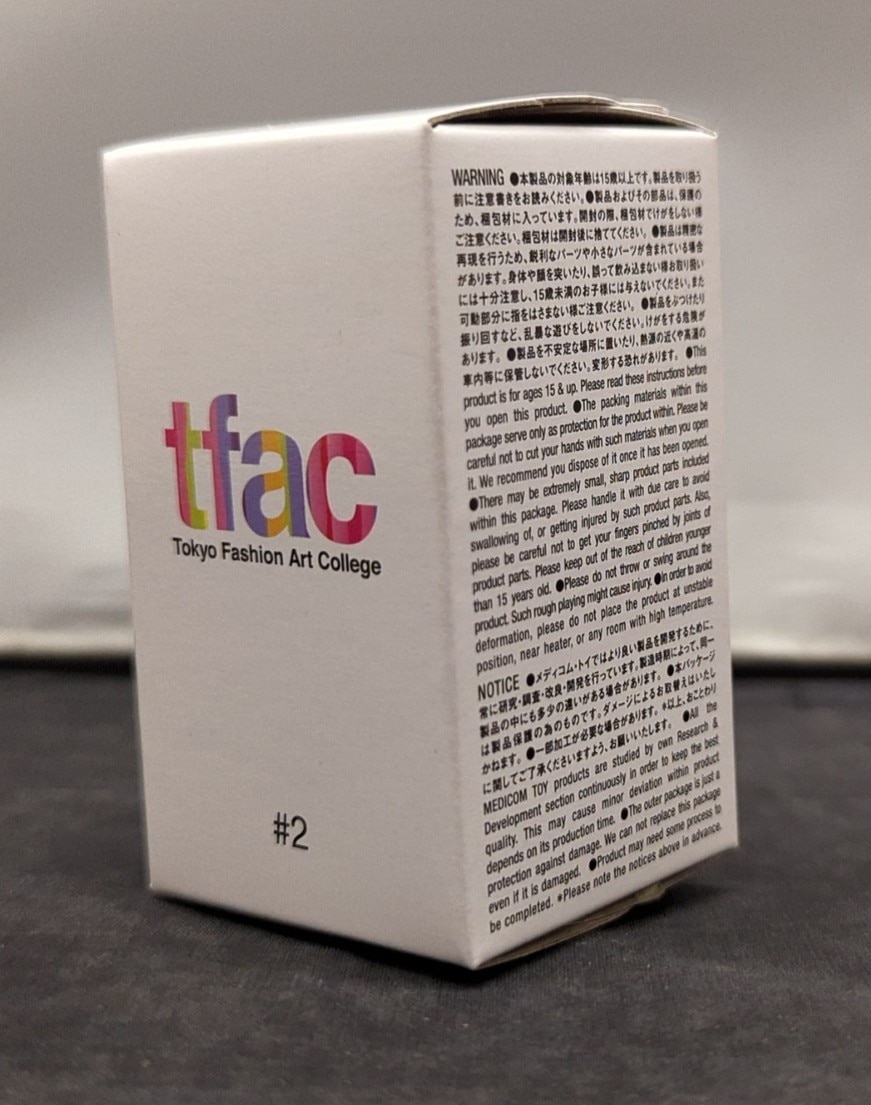 tfac
Tokyo Fashion Art College
#2
WARNING ●本製品の対象年齢は15歳以上です。製品を取り扱う
前に注意書きをお読みください。●製品およびその部品は、保護の
ため、梱包材に入っています。開封の際、梱包材でけがをしない様
ご注意ください。梱包材は開封後に捨ててください。 ●製品は精密な
再現を行うため、鋭利なパーツや小さなパーツが含まれている場合
があります。身体や顔を突いたり、誤って飲み込まない様お取り扱い
には十分注意し、15歳未満のお子様には与えないでください。また
可動部分に指をはさまない様ご注意ください。 ●製品をぶつけたり
振り回すなど、乱暴な遊びをしないでください。けがをする危険が
あります。 ●製品を不安定な場所に置いたり、熱源の近くや高温の
車内等に保管しないでください。変形する恐れがあります。 ●This
product is for ages 15 & up. Please read these instructions before
you open this product. ●The packing materials within this
package serve only as protection for the product within. Please be
careful not to cut your hands with such materials when you open
it. We recommend you dispose of it once it has been opened.
●There may be extremely small, sharp product parts included
within this package. Please handle it with due care to avoid
swallowing of, or getting injured by such product parts. Also,
please be careful not to get your fingers pinched by joints of
product parts. Please keep out of the reach of children younger
than 15 years old. ●Please do not throw or swing around the
product. Such rough playing might cause injury. ●In order to avoid
deformation, please do not place the product at unstable
position, near heater, or any room with high temperature.
NOTICE ●メディコム・トイではより良い製品を開発するために、
常に研究・調査・改良・開発を行っています。製造時期によって、同一
製品の中にも多少の違いがある場合があります。 ●本パッケージ
は製品保護の為のものです。ダメージによるお取替えはいたし
かねます。 ●一部加工が必要な場合があります。 *以上、おことわり
に関してご了承くださいますよう、お願いいたします。 ●All the
MEDICOM TOY products are studied by own Research &
Development section continuously in order to keep the best
quality. This may cause minor deviation within product
depends on its production time. ●The outer package is just a
protection against damage. We can not replace this package
even if it is damaged. ●Product may need some process to
be completed. *Please note the notices above in advance.